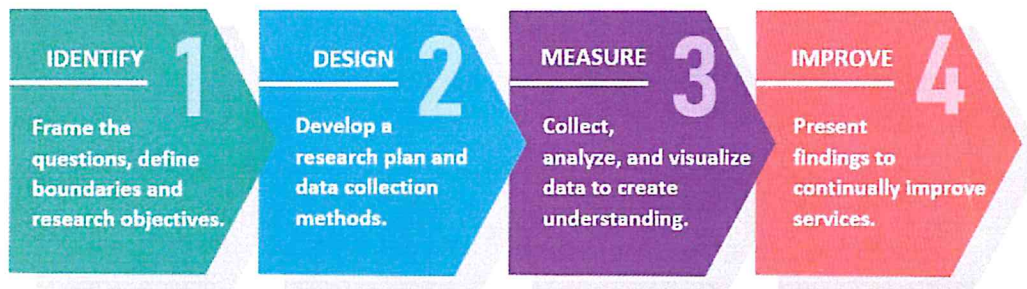 IDENTIFY 1
Frame the
questions, define
boundaries and
research objectives.
DESIGN 2
Develop a
research plan and
data collection
methods.
MEASURE 3
Collect,
analyze, and visualize
data to create
understanding.
IMPROVE 4
Present
findings to
continually improve
services.